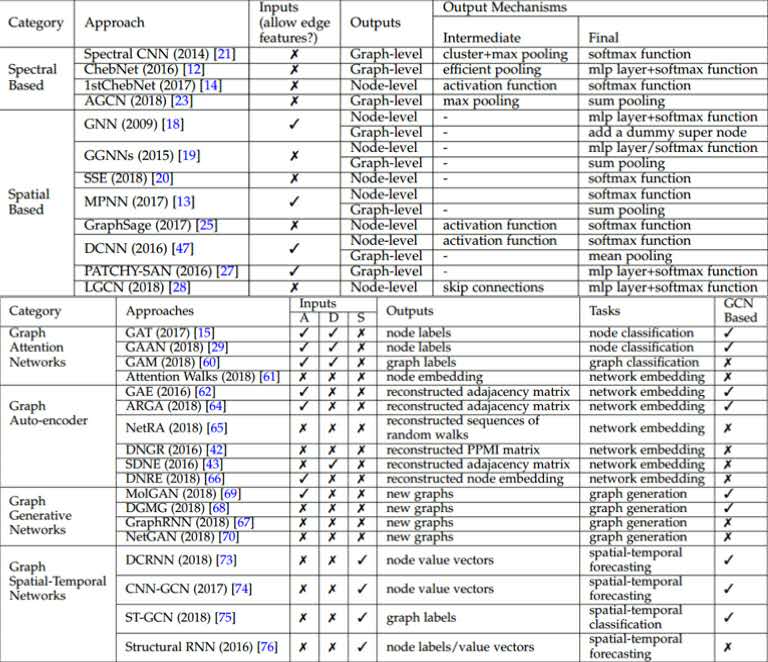 Category Approach Inputs (allow edge features?) Outputs Output Mechanisms
Intermediate Final
Spectral Based
Spectral CNN (2014) [21] ✗ Graph-level cluster+max pooling softmax function
ChebNet (2016) [12] ✗ Graph-level efficient pooling mlp layer+softmax function
1stChebNet (2017) [14] ✗ Node-level activation function softmax function
AGCN (2018) [23] ✗ Graph-level max pooling sum pooling
Spatial Based
GNN (2009) [18] ✓ Node-level - mlp layer+softmax function
Graph-level - add a dummy super node
GGNNs (2015) [19] ✗ Node-level - mlp layer/softmax function
Graph-level - sum pooling
SSE (2018) [20] ✗ Node-level - softmax function
MPNN (2017) [13] ✓ Node-level softmax function
Graph-level - sum pooling
GraphSage (2017) [25] ✗ Node-level activation function softmax function
DCNN (2016) [47] ✓ Node-level activation function softmax function
Graph-level - mean pooling
PATCHY-SAN (2016) [27] ✓ Graph-level - mlp layer+softmax function
LGCN (2018) [28] ✗ Node-level skip connections mlp layer+softmax function
Category Approaches Inputs Outputs Tasks GCN Based
A D S
Graph Attention Networks
GAT (2017) [15] ✓ ✓ ✗ node labels node classification ✓
GAAN (2018) [29] ✓ ✓ ✗ node labels node classification ✓
GAM (2018) [60] ✓ ✓ ✗ graph labels graph classification ✗
Attention Walks (2018) [61] ✗ ✗ ✗ node embedding network embedding ✗
Graph Auto-encoder
GAE (2016) [62] ✓ ✗ ✗ reconstructed adajacency matrix network embedding ✓
ARGA (2018) [64] ✓ ✗ ✗ reconstructed adajacency matrix network embedding ✓
NetRA (2018) [65] ✗ ✗ ✗ reconstructed sequences of random walks network embedding ✗
DNGR (2016) [42] ✗ ✗ ✗ reconstructed PPMI matrix network embedding ✗
SDNE (2016) [43] ✗ ✓ ✗ reconstructed adajacency matrix network embedding ✗
DNRE (2018) [66] ✓ ✗ ✗ reconstructed node embedding network embedding ✗
Graph Generative Networks
MolGAN (2018) [69] ✓ ✗ ✗ new graphs graph generation ✓
DGMG (2018) [68] ✗ ✗ ✗ new graphs graph generation ✓
GraphRNN (2018) [67] ✗ ✗ ✗ new graphs graph generation ✗
NetGAN (2018) [70] ✗ ✗ ✗ new graphs graph generation ✗
Graph Spatial-Temporal Networks
DCRNN (2018) [73] ✗ ✗ ✓ node value vectors spatial-temporal forecasting ✓
CNN-GCN (2017) [74] ✗ ✗ ✓ node value vectors spatial-temporal forecasting ✓
ST-GCN (2018) [75] ✗ ✗ ✓ graph labels spatial-temporal classification ✓
Structural RNN (2016) [76] ✗ ✗ ✓ node labels/value vectors spatial-temporal forecasting ✗